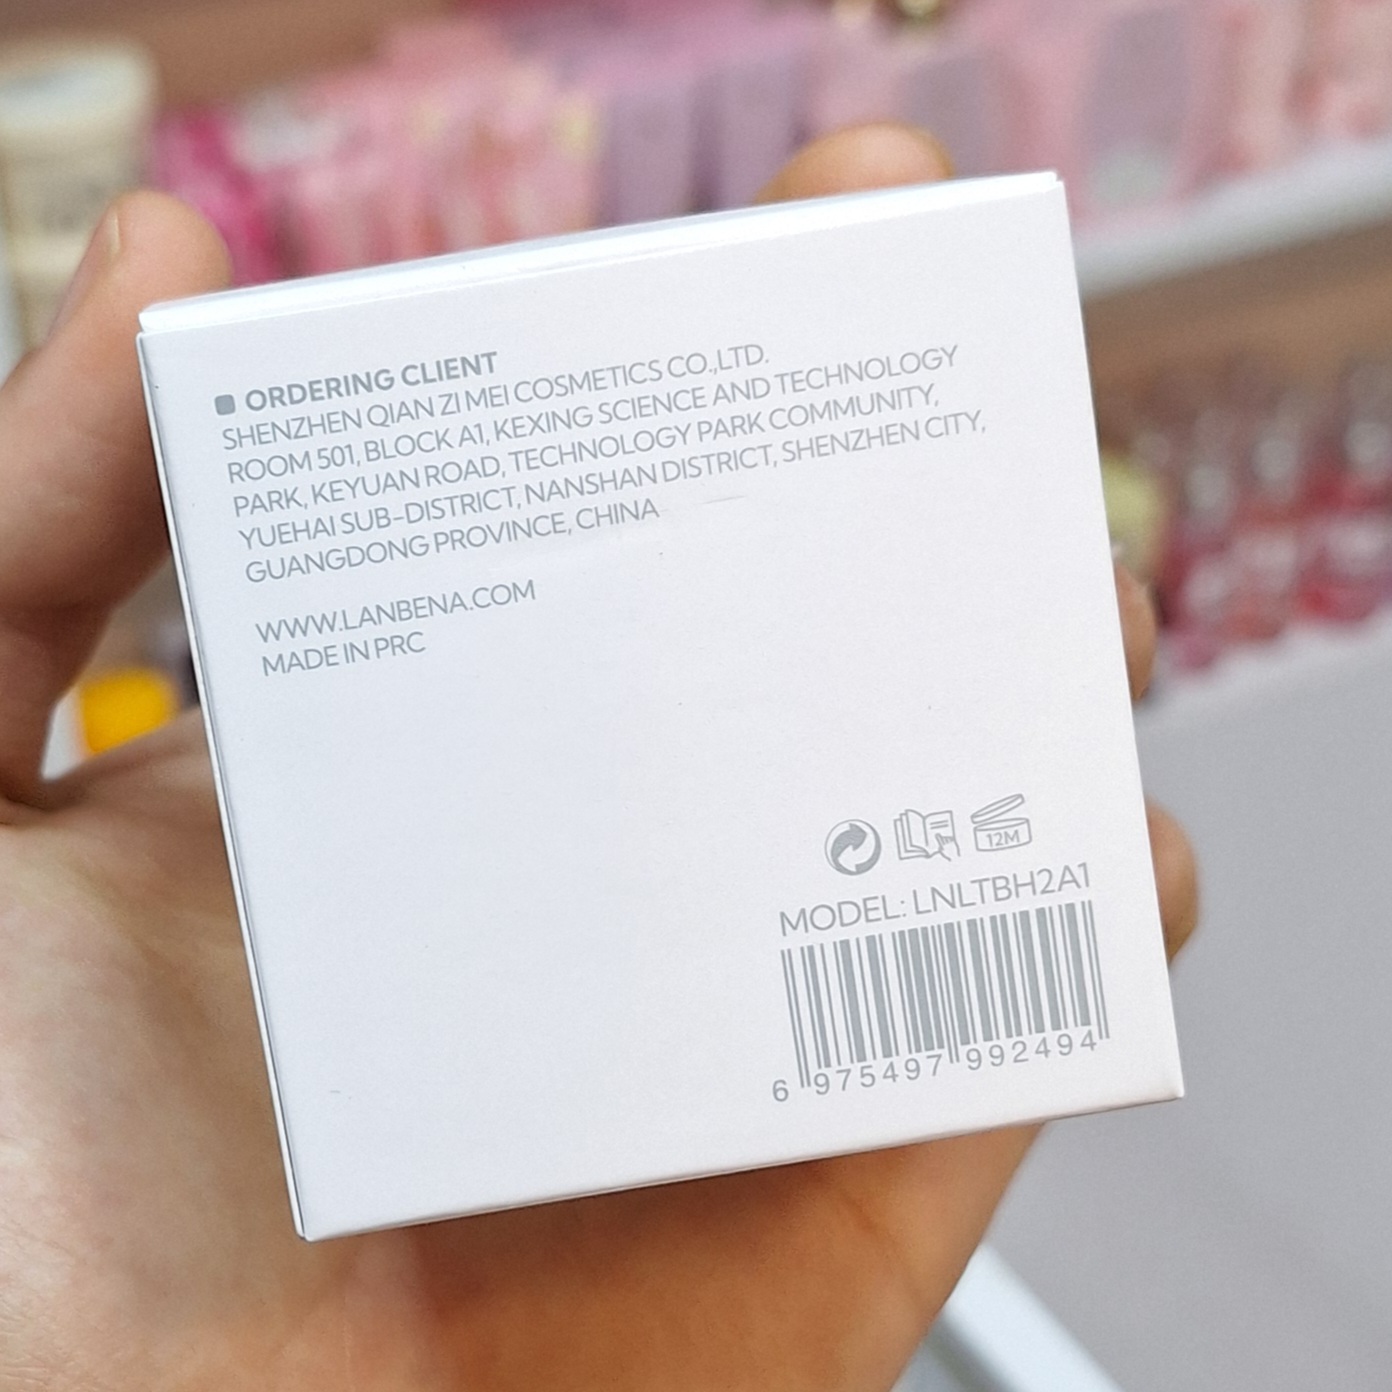 ORDERING CLIENT
SHENZHEN QIAN ZI MEI COSMETICS CO.,LTD.
ROOM 501, BLOCK A1, KEXING SCIENCE AND TECHNOLOGY
PARK, KEYUAN ROAD, TECHNOLOGY PARK COMMUNITY,
YUEHAI SUB-DISTRICT, NANSHAN DISTRICT, SHENZHEN CITY,
GUANGDONG PROVINCE, CHINA
WWW.LANBENA.COM
MADE IN PRC
12M
MODEL: LNLTBH2A1
6 975497 992494